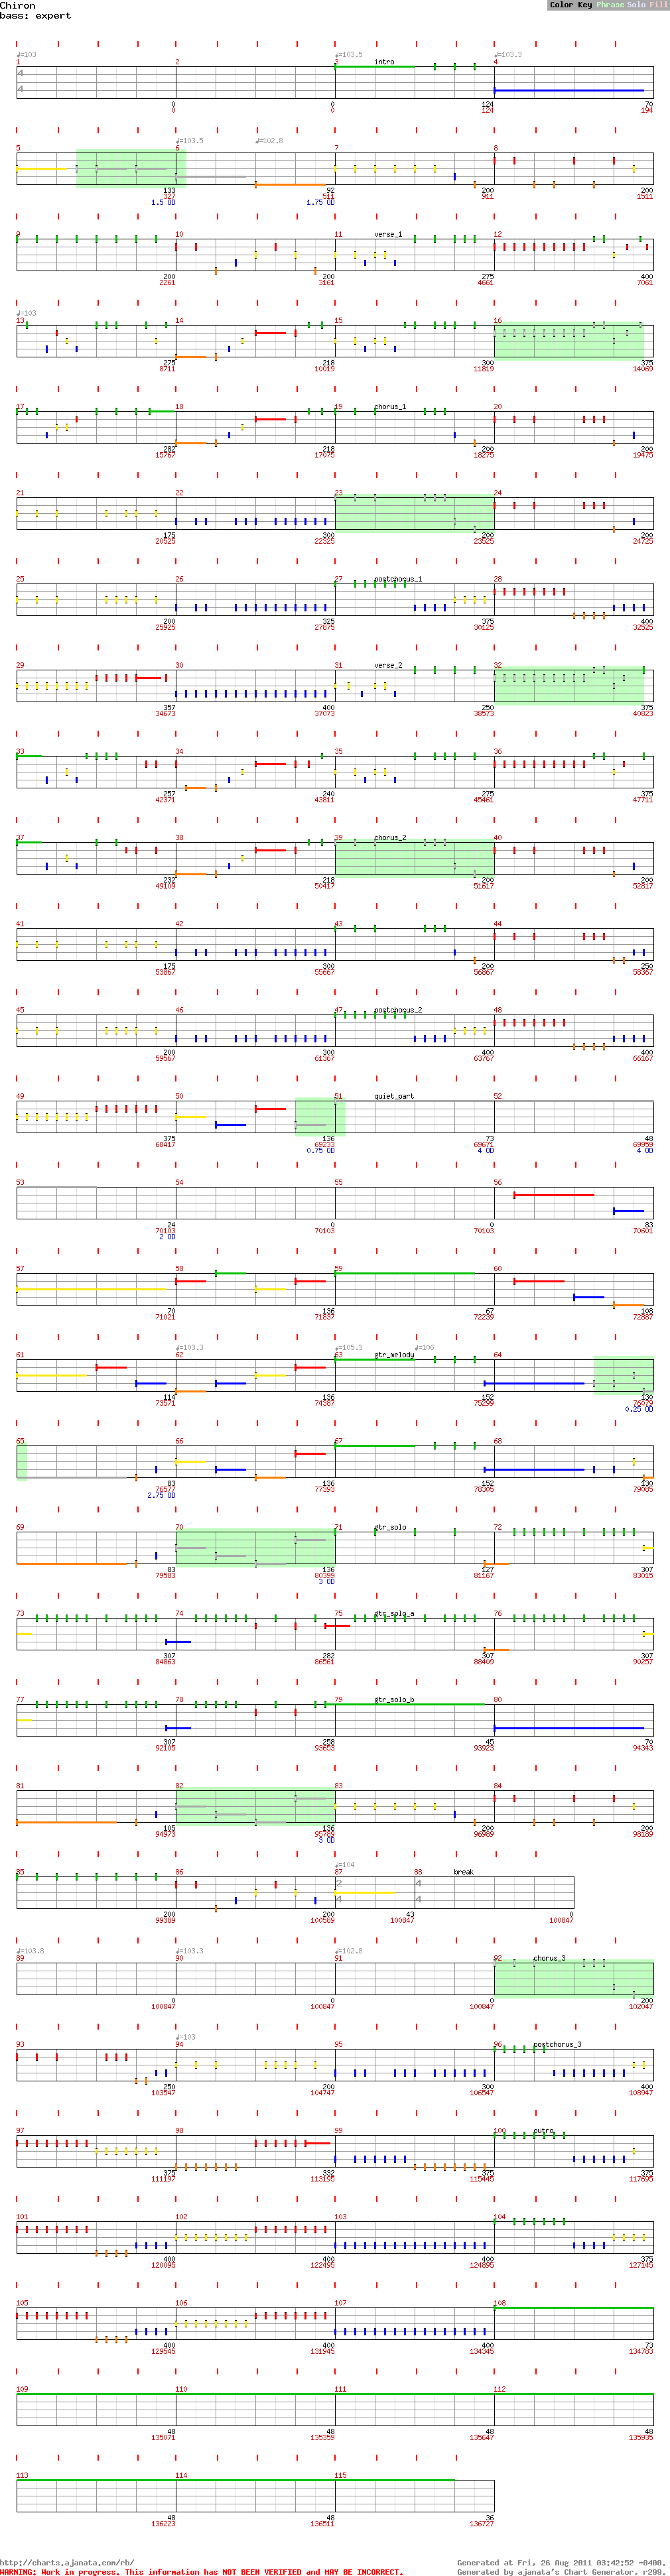 Chiron
Color Key Phrase Solo Fill
bass: expert
♩=103 ♩=103.5 ♩=103.3
1 2 3 intro 4
4
4
0 0 124 70
0 0 124 194
♩=103.5 ♩=102.8
5 6 7 8
133 92 200 200
327 511 911 1511
1.5 OD 1.75 OD
9 10 11 verse_1 12
200 200 275 400
2261 3161 4661 7061
♩=103
13 14 15 16
275 218 300 375
8711 10019 11819 14069
17 18 19 chorus_1 20
282 218 200 200
15767 17075 18275 19475
21 22 23 24
175 300 200 200
20525 22325 23525 24725
25 26 27 postchorus_1 28
200 325 375 400
25925 27875 30125 32525
29 30 31 verse_2 32
357 400 250 375
34673 37073 38573 40823
33 34 35 36
257 240 275 375
42371 43811 45461 47711
37 38 39 chorus_2 40
232 218 200 200
49109 50417 51617 52817
41 42 43 44
175 300 200 250
53867 55667 56867 58367
45 46 47 postchorus_2 48
200 300 400 400
59567 61367 63767 66167
49 50 51 quiet_part 52
375 136 73 48
68417 69233 69671 69959
0.75 OD 4 OD 4 OD
53 54 55 56
24 0 0 83
70103 70103 70103 70601
2 OD
57 58 59 60
70 136 67 108
71021 71837 72239 72887
♩=103.3 ♩=105.3 ♩=106
61 62 63 gtr_melody 64
114 136 152 130
73571 74387 75299 76079
0.25 OD
65 66 67 68
83 136 152 130
76577 77393 78305 79085
2.75 OD
69 70 71 gtr_solo 72
83 136 127 307
79583 80399 81167 83015
3 OD
73 74 75 gtr_solo_a 76
307 282 307 307
84863 86561 88409 90257
77 78 79 gtr_solo_b 80
307 258 45 70
92105 93653 93923 94343
81 82 83 84
105 136 200 200
94973 95789 96989 98189
3 OD
♩=104
85 86 87 88 break
2 4
4 4
200 200 43 0
99389 100589 100847 100847
♩=103.8 ♩=103.3 ♩=102.8
89 90 91 92 chorus_3
0 0 0 200
100847 100847 100847 102047
♩=103
93 94 95 96 postchorus_3
250 200 300 400
103547 104747 106547 108947
97 98 99 100 outro
375 332 375 375
111197 113195 115445 117695
101 102 103 104
400 400 400 375
120095 122495 124895 127145
105 106 107 108
400 400 400 73
129545 131945 134345 134783
109 110 111 112
48 48 48 48
135071 135359 135647 135935
113 114 115
48 48 36
136223 136511 136727
http://charts.ajanata.com/rb/ Generated at Fri, 26 Aug 2011 03:42:52 -0400.
WARNING: Work in progress. This information has NOT BEEN VERIFIED and MAY BE INCORRECT. Generated by ajanata's Chart Generator, r299.